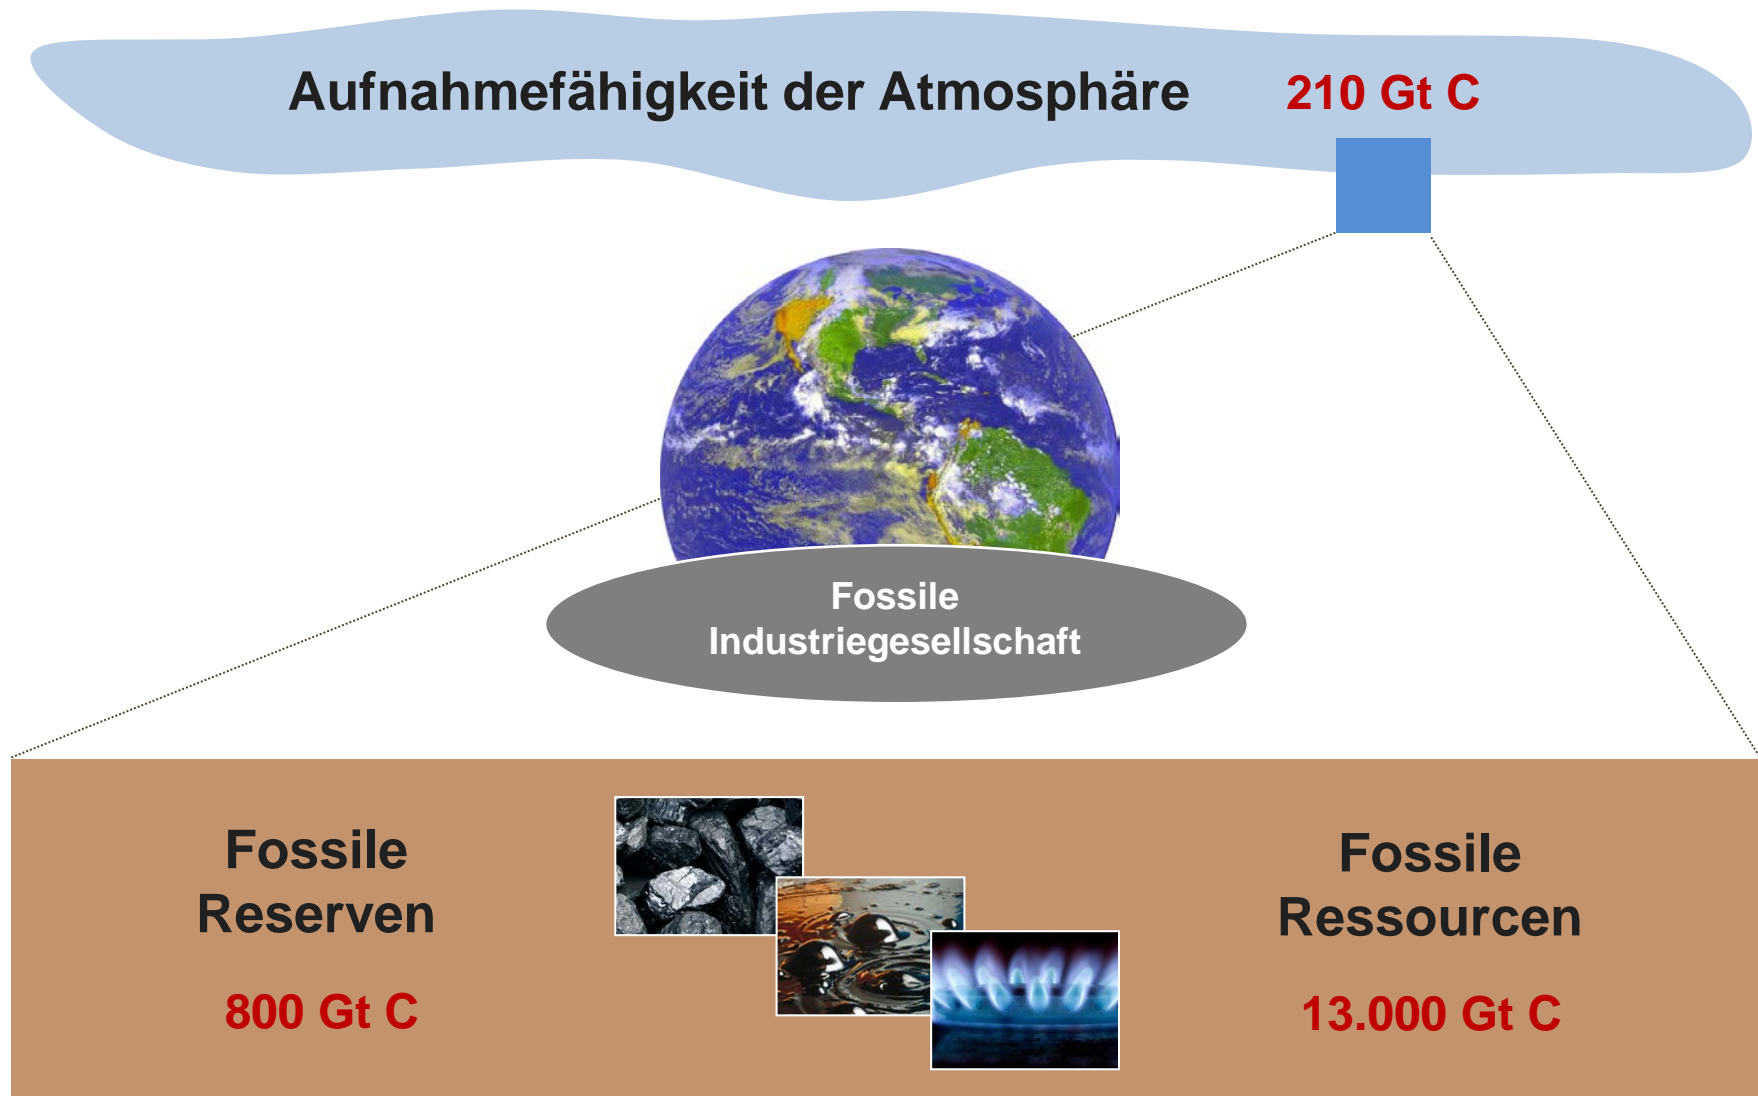 Aufnahmefähigkeit der Atmosphäre 210 Gt C
Fossile
Industriegesellschaft
Fossile
Reserven
800 Gt C
Fossile
Ressourcen
13.000 Gt C